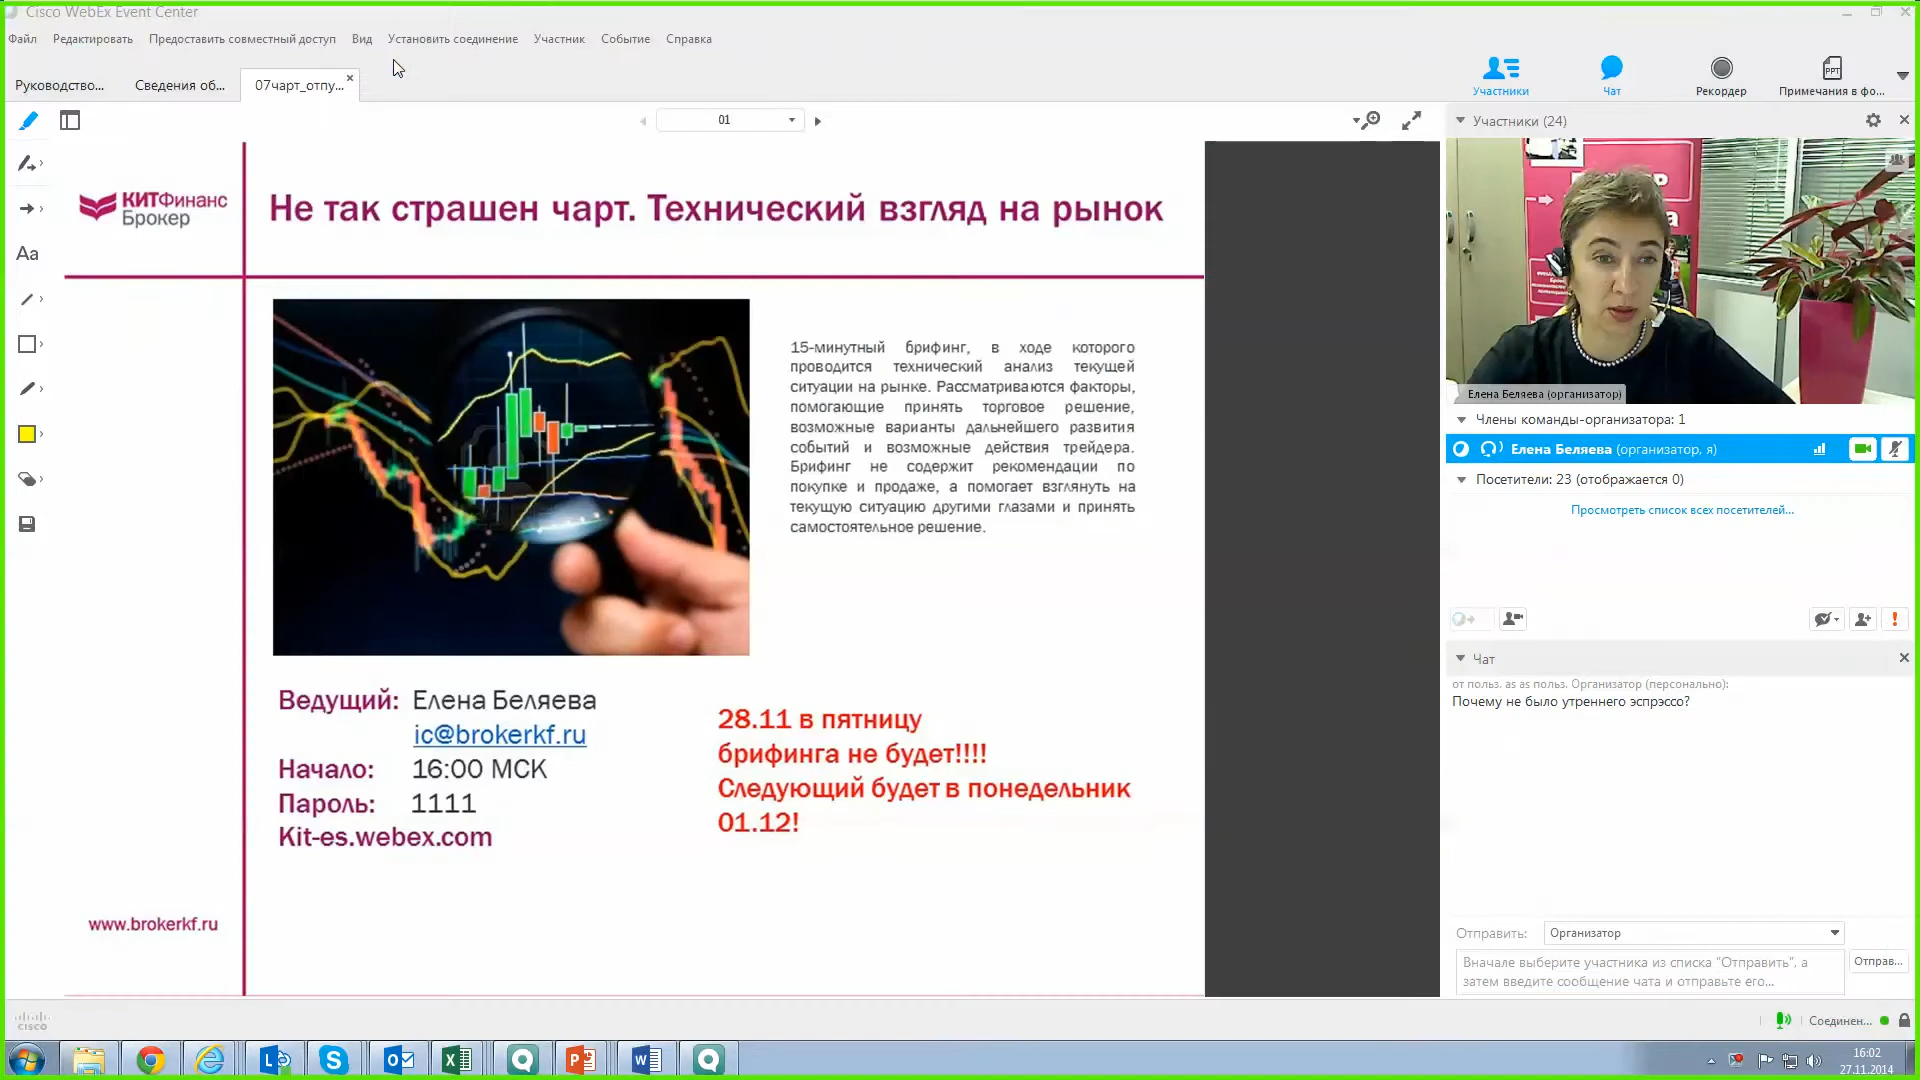 Cisco WebEx Event Center
Файл Редактировать Предоставить совместный доступ Вид Установить соединение Участник Событие Справка
Руководство... Сведения об... 07чарт_отпу...
Участники Чат Рекордер Примечания в фо...
PPT
01
Участники (24)
КИТФинанс
Брокер
Не так страшен чарт. Технический взгляд на рынок
15-минутный брифинг, в ходе которого
проводится технический анализ текущей
ситуации на рынке. Рассматриваются факторы,
помогающие принять торговое решение,
возможные варианты дальнейшего развития
событий и возможные действия трейдера.
Брифинг не содержит рекомендации по
покупке и продаже, а помогает взглянуть на
текущую ситуацию другими глазами и принять
самостоятельное решение.
Ведущий: Елена Беляева
ic@brokerkf.ru
Начало: 16:00 МСК
Пароль: 1111
Kit-es.webex.com
28.11 в пятницу
брифинга не будет!!!!
Следующий будет в понедельник
01.12!
www.brokerkf.ru
Aa
Елена Беляева (организатор)
Члены команды-организатора: 1
Елена Беляева (организатор, я)
Посетители: 23 (отображается 0)
Просмотреть список всех посетителей...
Чат
от польз. as as польз. Организатор (персонально):
Почему не было утреннего эспрэссо?
Отправить: Организатор
Вначале выберите участника из списка "Отправить", а
затем введите сообщение чата и отправьте его...
Отправ...
cisco
Соединен...
16:02
27.11.2014